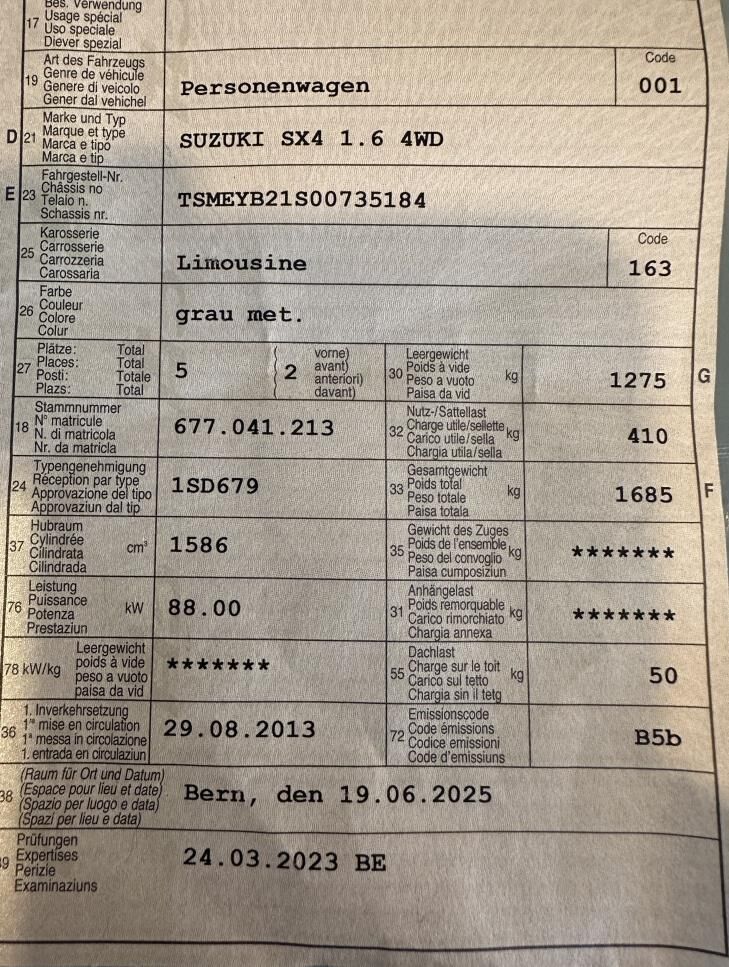 Bes. Verwendung
17 Usage spécial
Uso speciale
Diever spezial
Art des Fahrzeugs
19 Genre de véhicule
Genere di veicolo
Gener dal vehichel
Personenwagen
Code
001
D 21 Marke und Typ
Marque et type
Marca e tipo
Marca e tip
SUZUKI SX4 1.6 4WD
E 23 Fahrgestell-Nr.
Châssis no
Telaio n.
Schassis nr.
TSMEYB21S00735184
25 Karosserie
Carrosserie
Carrozzeria
Carossaria
Limousine
Code
163
26 Farbe
Couleur
Colore
Colur
grau met.
27 Plätze: Total
Places: Total
Posti: Totale
Plazs: Total
5
2
vorne)
avant)
anteriori)
davant)
30 Leergewicht
Poids à vide
Peso a vuoto
Paisa da vid
kg
1275
G
18 Stammnummer
N° matricule
N. di matricola
Nr. da matricla
677.041.213
32 Nutz-/Sattellast
Charge utile/sellette
Carico utile/sella
Chargia utila/sella
kg
410
24 Typengenehmigung
Réception par type
Approvazione del tipo
Approvaziun dal tip
1SD679
33 Gesamtgewicht
Poids total
Peso totale
Paisa totala
kg
1685
F
37 Hubraum
Cylindrée
Cilindrata
Cilindrada
cm³
1586
35 Gewicht des Zuges
Poids de l'ensemble
Peso del convoglio
Paisa cumposiziun
kg
*******
76 Leistung
Puissance
Potenza
Prestaziun
kW
88.00
31 Anhängelast
Poids remorquable
Carico rimorchiato
Chargia annexa
kg
*******
78 kW/kg
Leergewicht
poids à vide
peso a vuoto
paisa da vid
*******
55 Dachlast
Charge sur le toit
Carico sul tetto
Chargia sin il tetg
kg
50
36 1. Inverkehrsetzung
1re mise en circulation
1a messa in circolazione
1. entrada en circulaziun
29.08.2013
72 Emissionscode
Code émissions
Codice emissioni
Code d'emissiuns
B5b
38 (Raum für Ort und Datum)
(Espace pour lieu et date)
(Spazio per luogo e data)
(Spazi per lieu e data)
Bern, den 19.06.2025
39 Prüfungen
Expertises
Perizie
Examinaziuns
24.03.2023 BE